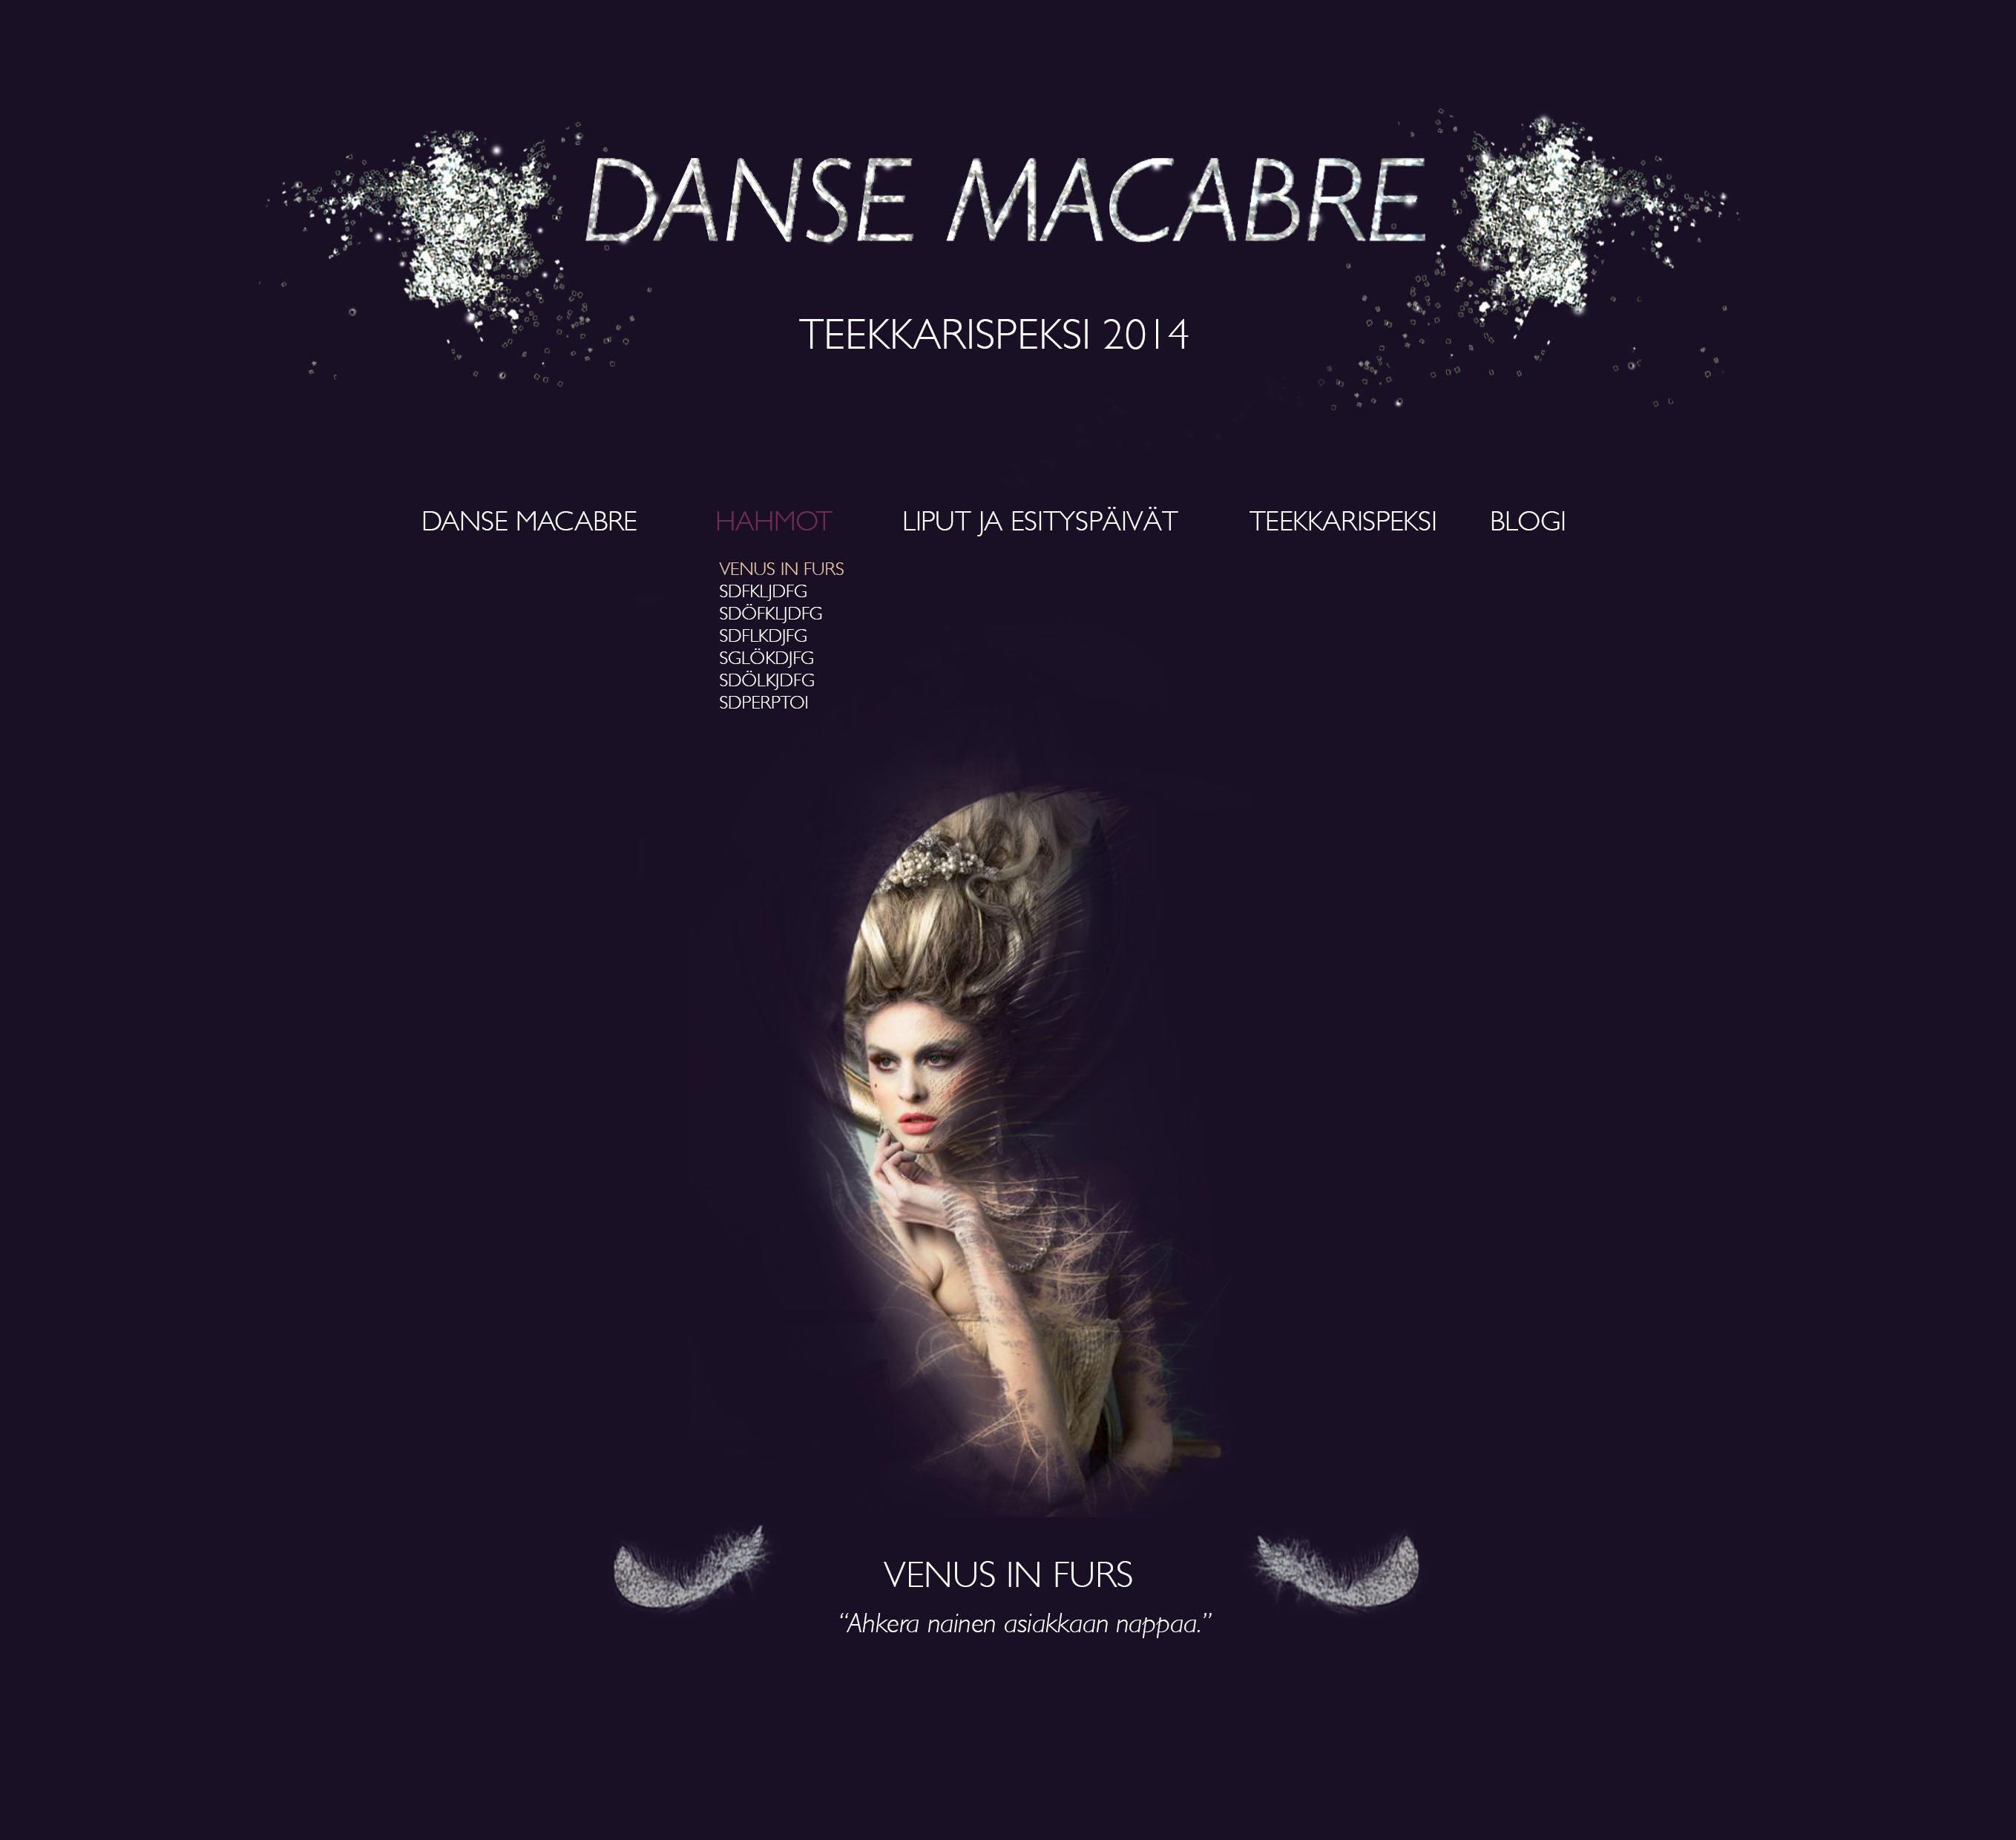 DANSE MACABRE
TEEKKARISPEKSI 2014
DANSE MACABRE HAHMOT LIPUT JA ESITYSPÄIVÄT TEEKKARISPEKSI BLOGI
VENUS IN FURS
SDFKLJDFG
SDÖFKLJDFG
SDFLKDJFG
SGLÖKDJFG
SDÖLKJDFG
SDPERPTOI
VENUS IN FURS
“Ahkera nainen asiakkaan nappaa.”